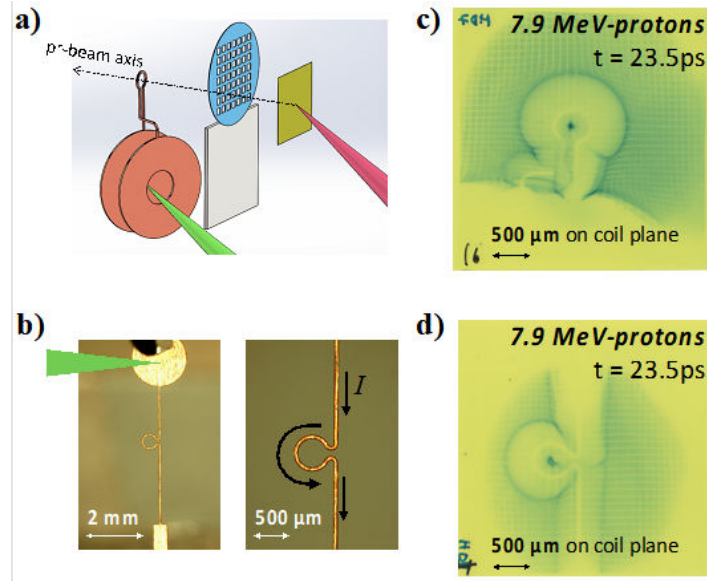 a)
pr-beam axis
b)
2 mm
500 μm
I
c)
7.9 MeV-protons
t = 23.5ps
500 μm on coil plane
d)
7.9 MeV-protons
t = 23.5ps
500 μm on coil plane